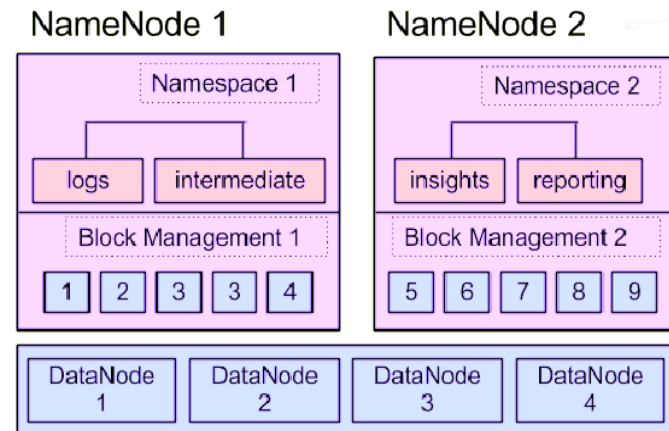 NameNode 1
NameNode 2
Namespace 1
logs intermediate
Block Management 1
1 2 3 3 4
Namespace 2
insights reporting
Block Management 2
5 6 7 8 9
DataNode 1
DataNode 2
DataNode 3
DataNode 4